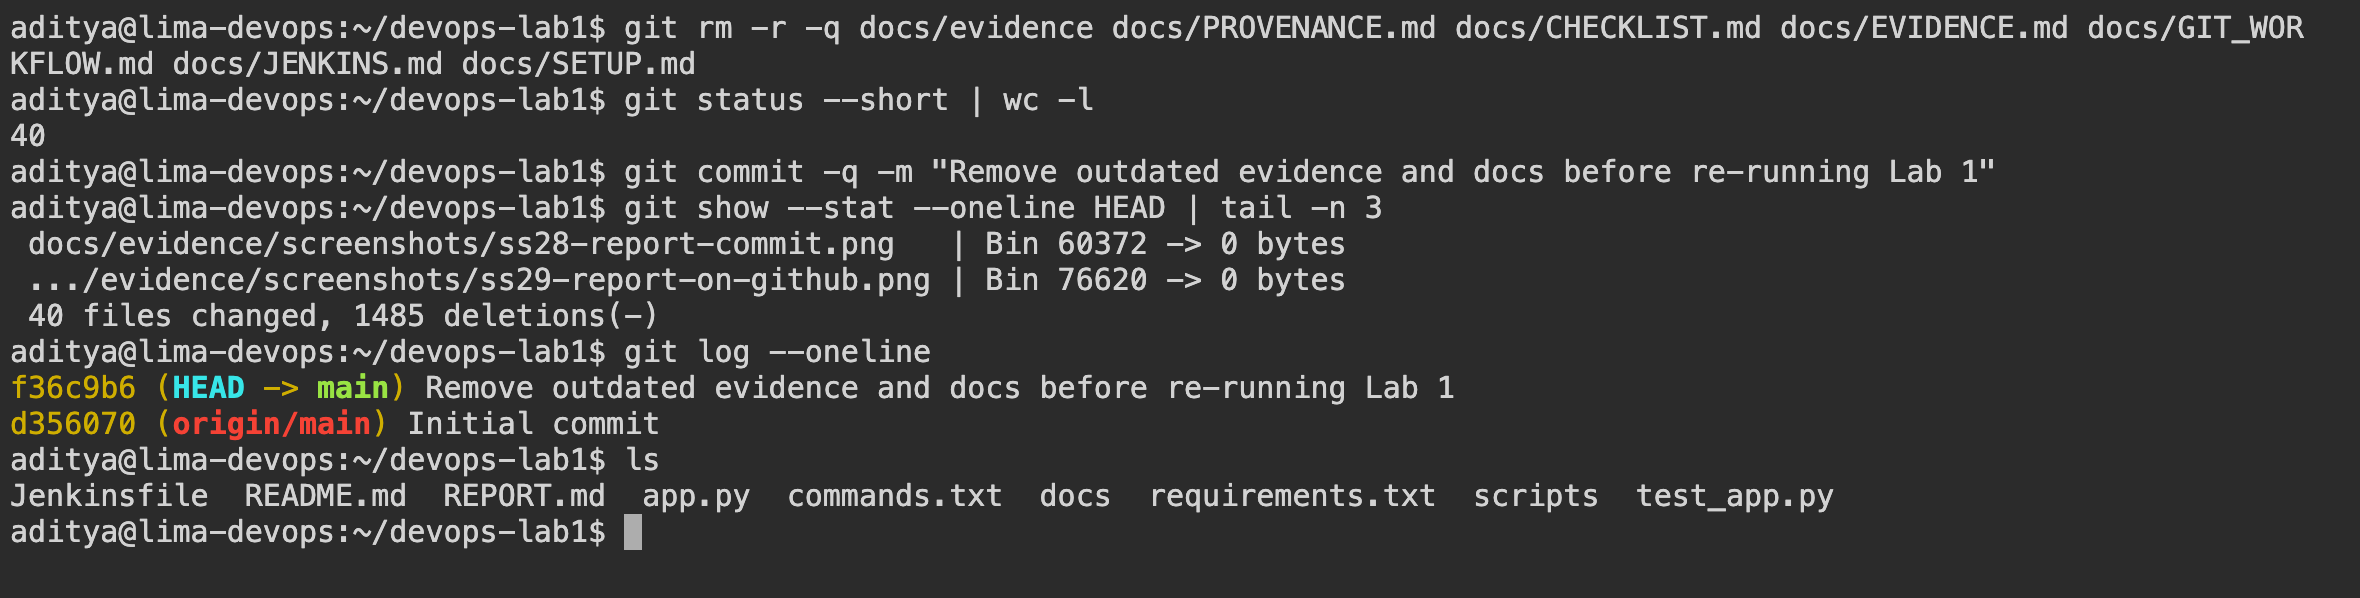 aditya@lima-devops:~/devops-lab1$ git rm -r -q docs/evidence docs/PROVENANCE.md docs/CHECKLIST.md docs/EVIDENCE.md docs/GIT_WOR
KFLOW.md docs/JENKINS.md docs/SETUP.md
aditya@lima-devops:~/devops-lab1$ git status --short | wc -l
40
aditya@lima-devops:~/devops-lab1$ git commit -q -m "Remove outdated evidence and docs before re-running Lab 1"
aditya@lima-devops:~/devops-lab1$ git show --stat --oneline HEAD | tail -n 3
 docs/evidence/screenshots/ss28-report-commit.png   | Bin 60372 -> 0 bytes
 .../evidence/screenshots/ss29-report-on-github.png | Bin 76620 -> 0 bytes
 40 files changed, 1485 deletions(-)
aditya@lima-devops:~/devops-lab1$ git log --oneline
f36c9b6 (HEAD -> main) Remove outdated evidence and docs before re-running Lab 1
d356070 (origin/main) Initial commit
aditya@lima-devops:~/devops-lab1$ ls
Jenkinsfile  README.md  REPORT.md  app.py  commands.txt  docs  requirements.txt  scripts  test_app.py
aditya@lima-devops:~/devops-lab1$